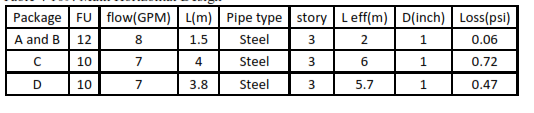 Package FU flow(GPM) L(m) Pipe type story L eff(m) D(inch) Loss(psi)
A and B 12 8 1.5 Steel 3 2 1 0.06
C 10 7 4 Steel 3 6 1 0.72
D 10 7 3.8 Steel 3 5.7 1 0.47